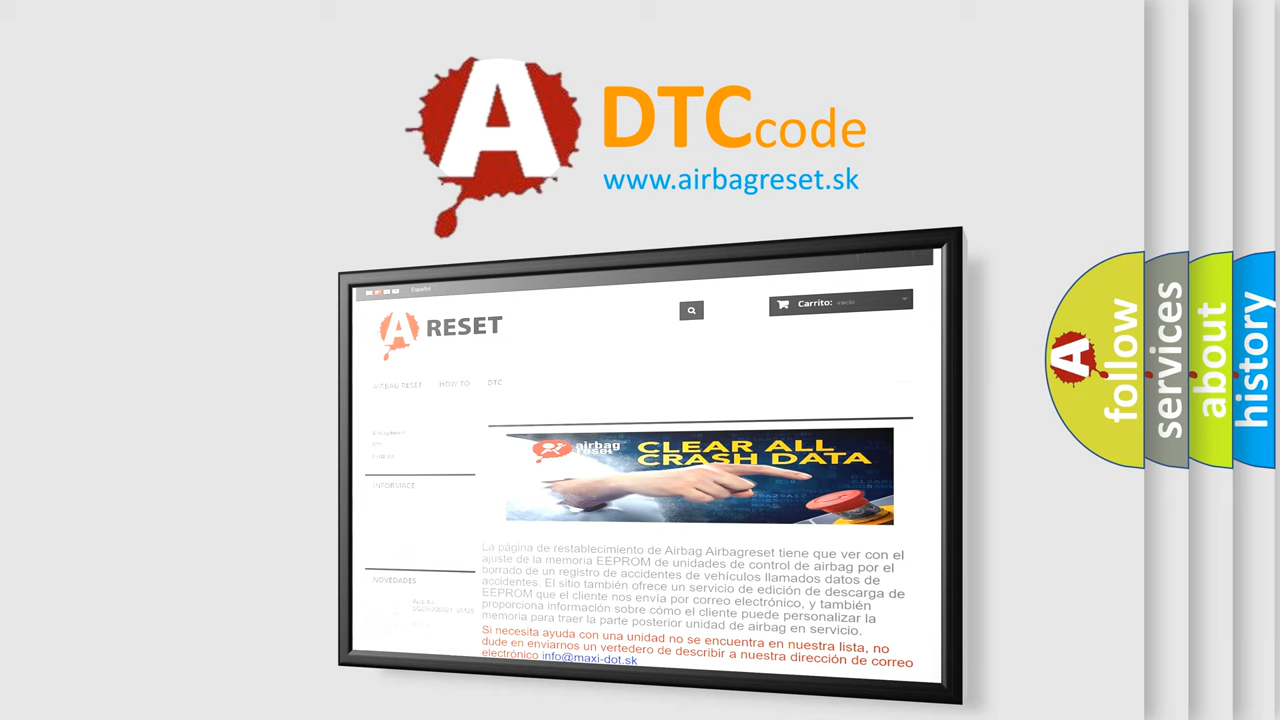 A
DTC code
www.airbagreset.sk
Español
A RESET
Carrito: vacío
AIRBAG RESET HOW TO DTC
INFORMACE
NOVEDADES
airbag
reset
CLEAR ALL
CRASH DATA
La página de restablecimiento de Airbag Airbagreset tiene que ver con el
ajuste de la memoria EEPROM de unidades de control de airbag por el
borrado de un registro de accidentes de vehículos llamados datos de
accidentes. El sitio también ofrece un servicio de edición de descarga de
EEPROM que el cliente nos envía por correo electrónico, y también
proporciona información sobre cómo el cliente puede personalizar la
memoria para traer la parte posterior unidad de airbag en servicio.
Si necesita ayuda con una unidad no se encuentra en nuestra lista, no
dude en enviarnos un vertedero de describir a nuestra dirección de correo
electrónico info@maxi-dot.sk
A
follow
services
about
history